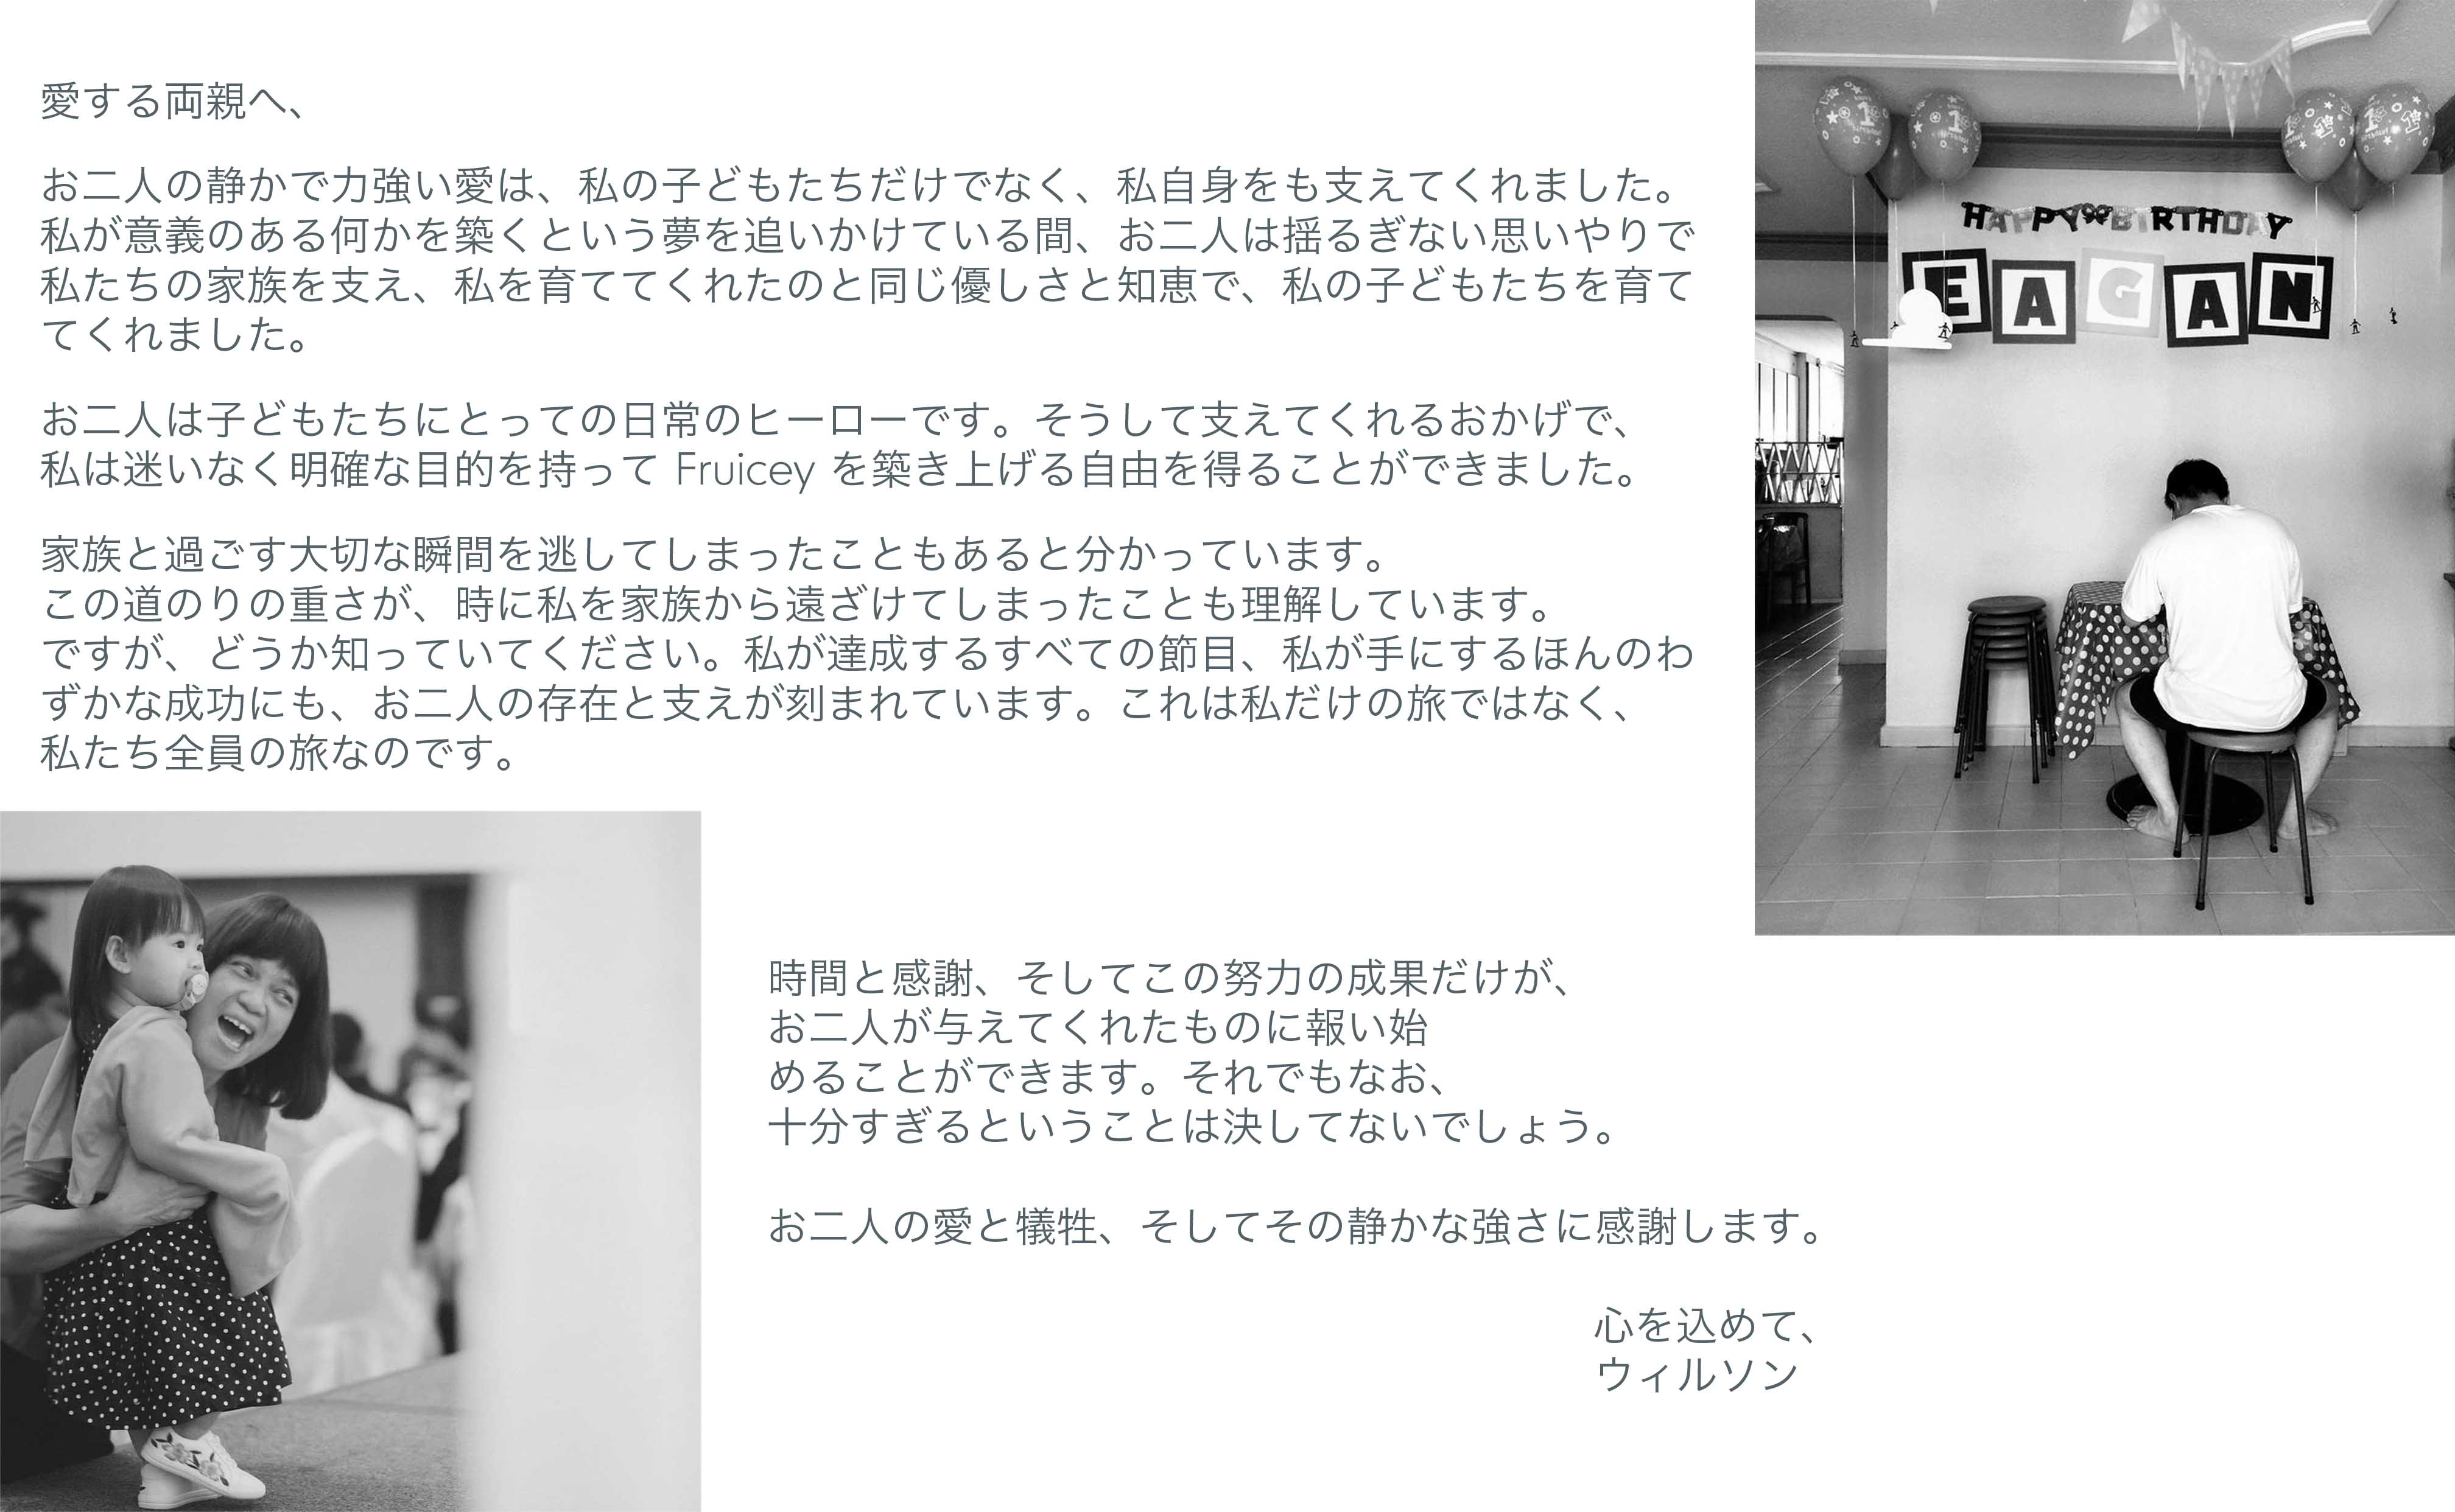 愛する両親へ、
お二人の静かで力強い愛は、私の子どもたちだけでなく、私自身をも支えてくれました。
私が意義のある何かを築くという夢を追いかけている間、お二人は揺るぎない思いやりで
私たちの家族を支え、私を育ててくれたのと同じ優しさと知恵で、私の子どもたちを育て
てくれました。
お二人は子どもたちにとっての日常のヒーローです。そうして支えてくれるおかげで、
私は迷いなく明確な目的を持って Fruicey を築き上げる自由を得ることができました。
家族と過ごす大切な瞬間を逃してしまったこともあると分かっています。
この道のりの重さが、時に私を家族から遠ざけてしまったことも理解しています。
ですが、どうか知っていてください。私が達成するすべての節目、私が手にするほんのわ
ずかな成功にも、お二人の存在と支えが刻まれています。これは私だけの旅ではなく、
私たち全員の旅なのです。
HAPPY BIRTHDAY
EAGAN
時間と感謝、そしてこの努力の成果だけが、
お二人が与えてくれたものに報い始
めることができます。それでもなお、
十分すぎるということは決してないでしょう。
お二人の愛と犠牲、そしてその静かな強さに感謝します。
心を込めて、
ウィルソン